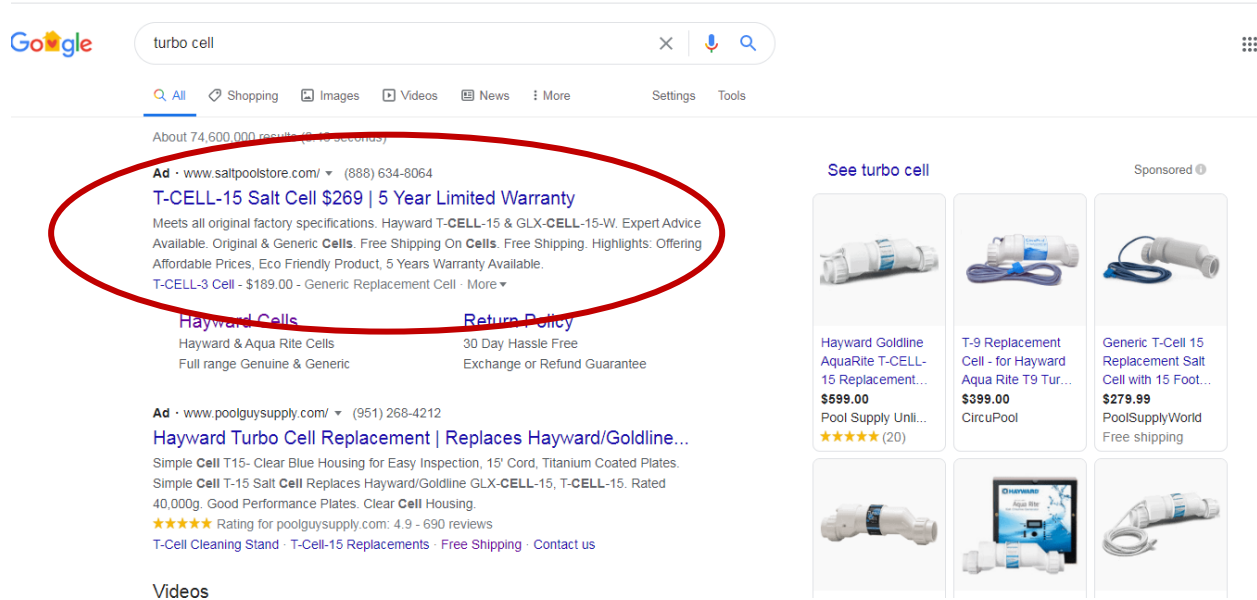 Google
turbo cell
All
Shopping
Images
Videos
News
More
Settings
Tools
About 74,600,000 results
seconds)
Ad · www.saltpoolstore.com/ (888) 634-8064
T-CELL-15 Salt Cell $269 | 5 Year Limited Warranty
Meets all original factory specifications. Hayward T-CELL-15 & GLX-CELL-15-W. Expert Advice
Available. Original & Generic Cells. Free Shipping On Cells. Free Shipping. Highlights: Offering
Affordable Prices, Eco Friendly Product, 5 Years Warranty Available.
T-CELL-3 Cell - $189.00 - Generic Replacement Cell · More
Hayward Cells
Hayward & Aqua Rite Cells
Full range Genuine & Generic
Return Policy
30 Day Hassle Free
Exchange or Refund Guarantee
Ad · www.poolguysupply.com/ (951) 268-4212
Hayward Turbo Cell Replacement | Replaces Hayward/Goldline...
Simple Cell T15- Clear Blue Housing for Easy Inspection, 15' Cord, Titanium Coated Plates.
Simple Cell T-15 Salt Cell Replaces Hayward/Goldline GLX-CELL-15, T-CELL-15. Rated
40,000g. Good Performance Plates. Clear Cell Housing.
Rating for poolguysupply.com: 4.9 - 690 reviews
T-Cell Cleaning Stand · T-Cell-15 Replacements · Free Shipping · Contact us
Videos
See turbo cell
Sponsored
Hayward Goldline
AquaRite T-CELL-
15 Replacement...
$599.00
Pool Supply Unli...
(20)
T-9 Replacement
Cell - for Hayward
Aqua Rite T9 Tur...
$399.00
CircuPool
Generic T-Cell 15
Replacement Salt
Cell with 15 Foot...
$279.99
PoolSupplyWorld
Free shipping
HAYWARD
Aqua Rite